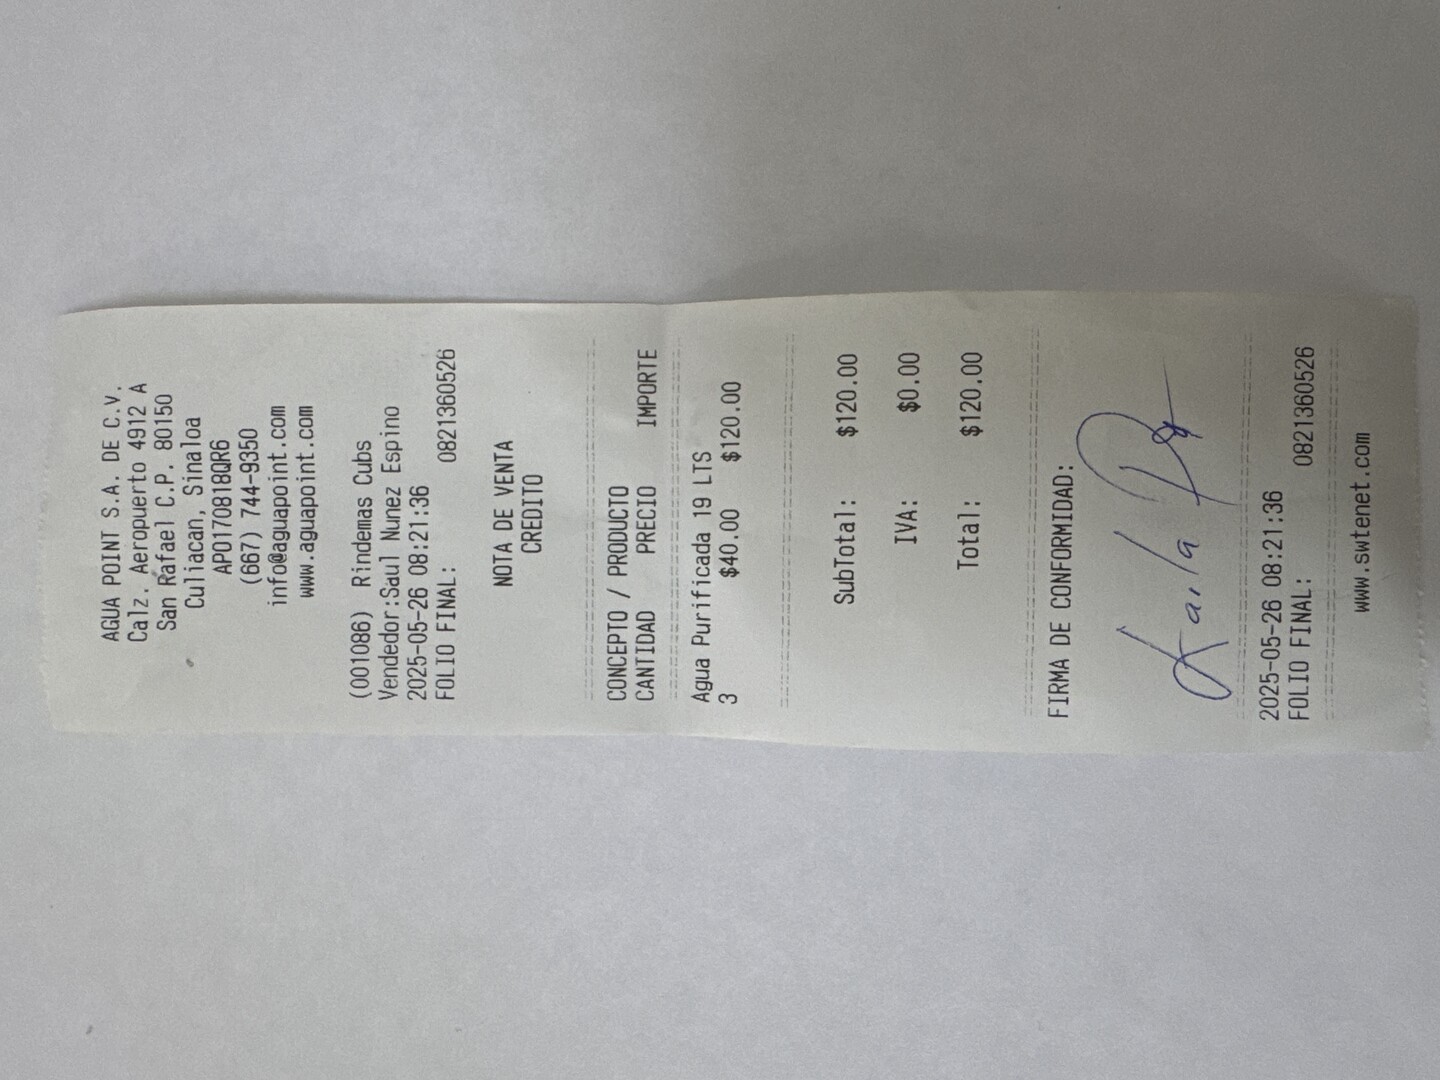 AGUA POINT S.A. DE C.V.
Calz. Aeropuerto 4912 A
San Rafael C.P. 80150
Culiacan, Sinaloa
APO170818QR6
(667) 744-9350
info@aguapoint.com
www.aguapoint.com
(001086) Rindemas Cubs
Vendedor:Saul Nunez Espino
2025-05-26 08:21:36
FOLIO FINAL: 0821360526
NOTA DE VENTA
CREDITO
CONCEPTO / PRODUCTO
CANTIDAD PRECIO IMPORTE
Agua Purificada 19 LTS
3 $40.00 $120.00
SubTotal: $120.00
IVA: $0.00
Total: $120.00
FIRMA DE CONFORMIDAD:
Karla
2025-05-26 08:21:36
FOLIO FINAL: 0821360526
www.swtenet.com